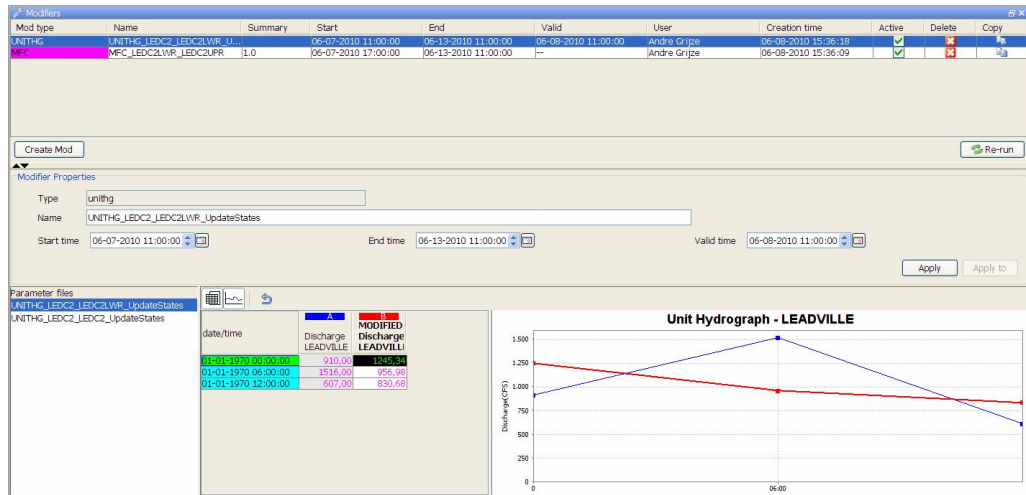 Modifiers
Mod type Name Summary Start End Valid User Creation time Active Delete Copy
UNITHG UNITHG_LEDC2_LEDC2LWR_U... 06-07-2010 11:00:00 06-13-2010 11:00:00 06-08-2010 11:00:00 Andre Grijze 06-08-2010 15:36:18
MFC MFC_LEDC2LWR_LEDC2UPR 1.0 06-07-2010 17:00:00 06-13-2010 11:00:00 -- Andre Grijze 06-08-2010 15:36:09
Create Mod Re-run
Modifier Properties
Type unithg
Name UNITHG_LEDC2_LEDC2LWR_UpdateStates
Start time 06-07-2010 11:00:00 End time 06-13-2010 11:00:00 Valid time 06-08-2010 11:00:00
Apply Apply to
Parameter files
UNITHG_LEDC2_LEDC2LWR_UpdateStates
UNITHG_LEDC2_LEDC2_UpdateStates
A B
date/time Discharge LEADVILLE MODIFIED Discharge LEADVILL
01-01-1970 00:00:00 910,00 1245,34
01-01-1970 06:00:00 1516,00 956,98
01-01-1970 12:00:00 607,00 830,68
Unit Hydrograph - LEADVILLE
Discharge(CFS)
1.500
1.250
1.000
750
500
250
0
0 06:00